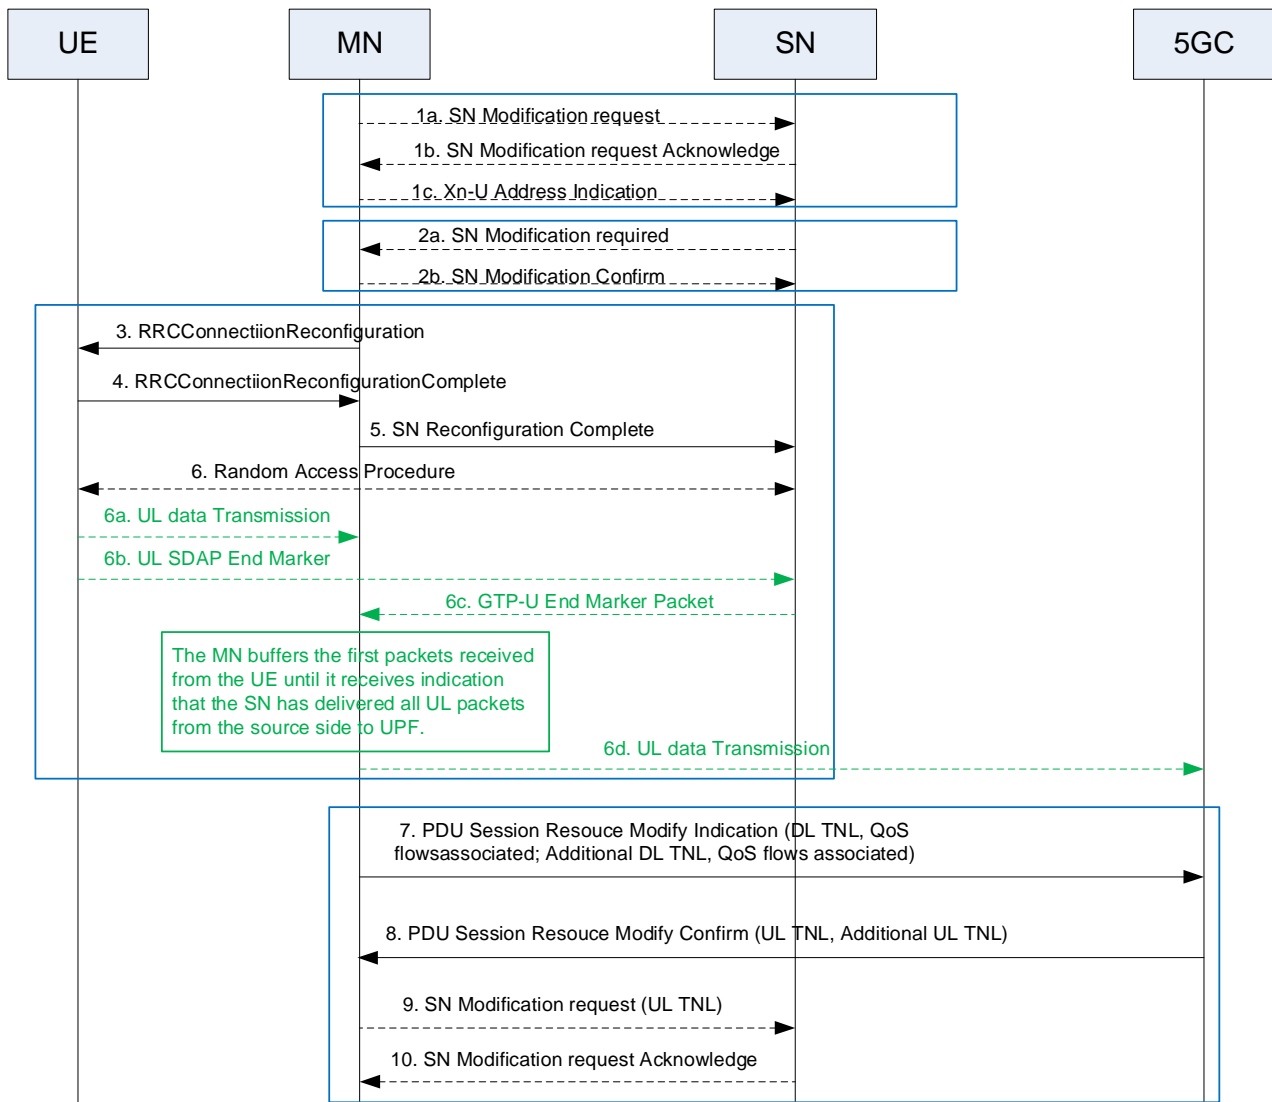 UE
MN
SN
5GC
1a. SN Modification request
1b. SN Modification request Acknowledge
1c. Xn-U Address Indication
2a. SN Modification required
2b. SN Modification Confirm
3. RRCConnectiionReconfiguration
4. RRCConnectiionReconfigurationComplete
5. SN Reconfiguration Complete
6. Random Access Procedure
6a. UL data Transmission
6b. UL SDAP End Marker
6c. GTP-U End Marker Packet
The MN buffers the first packets received
from the UE until it receives indication
that the SN has delivered all UL packets
from the source side to UPF.
6d. UL data Transmission
7. PDU Session Resouce Modify Indication (DL TNL, QoS
flowsassociated; Additional DL TNL, QoS flows associated)
8. PDU Session Resouce Modify Confirm (UL TNL, Additional UL TNL)
9. SN Modification request (UL TNL)
10. SN Modification request Acknowledge